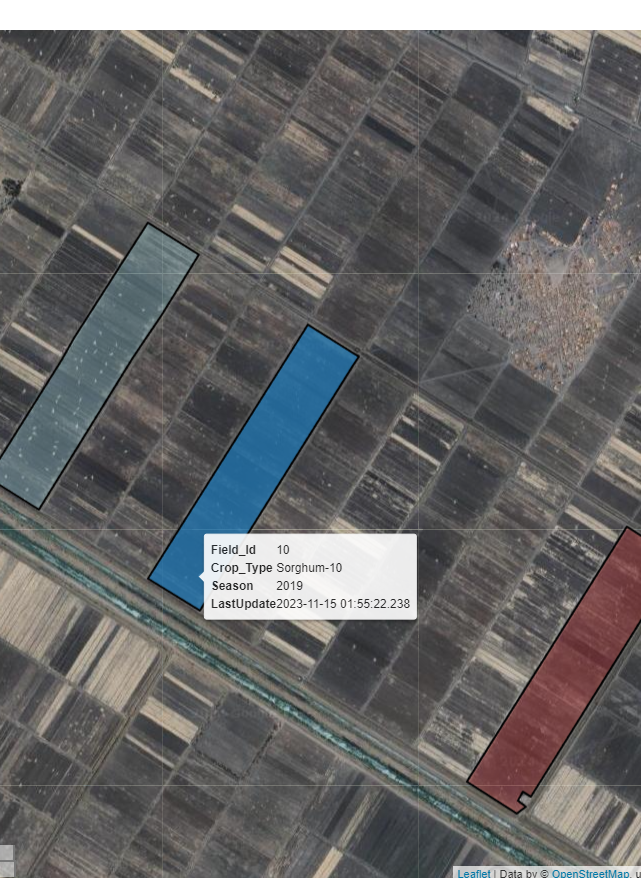 Field_Id 10
Crop_Type Sorghum-10
Season 2019
LastUpdate2023-11-15 01:55:22.238
Leaflet | Data by © OpenStreetMap, u